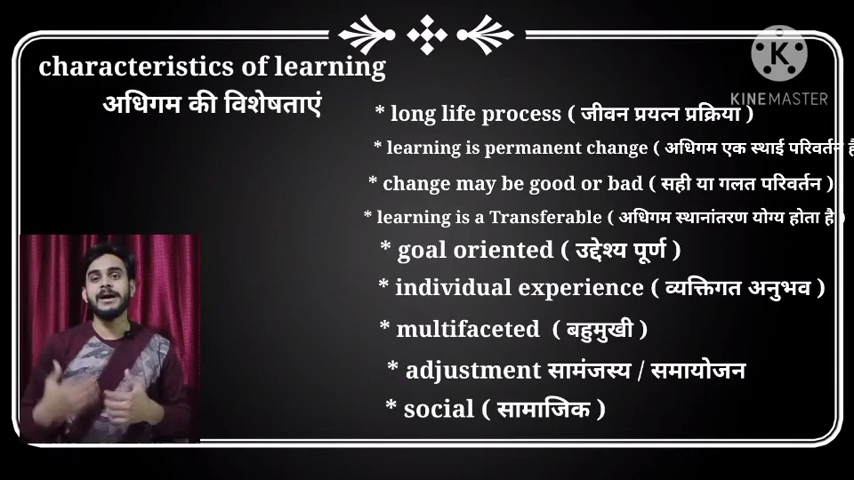 characteristics of learning
अधिगम की विशेषताएं
KINEMASTER
* long life process ( जीवन प्रयत्न प्रक्रिया )
* learning is permanent change ( अधिगम एक स्थाई परिवर्तन है
* change may be good or bad ( सही या गलत परिवर्तन )
* learning is a Transferable ( अधिगम स्थानांतरण योग्य होता है )
* goal oriented ( उद्देश्य पूर्ण )
* individual experience ( व्यक्तिगत अनुभव )
* multifaceted ( बहुमुखी )
* adjustment सामंजस्य / समायोजन
* social ( सामाजिक )